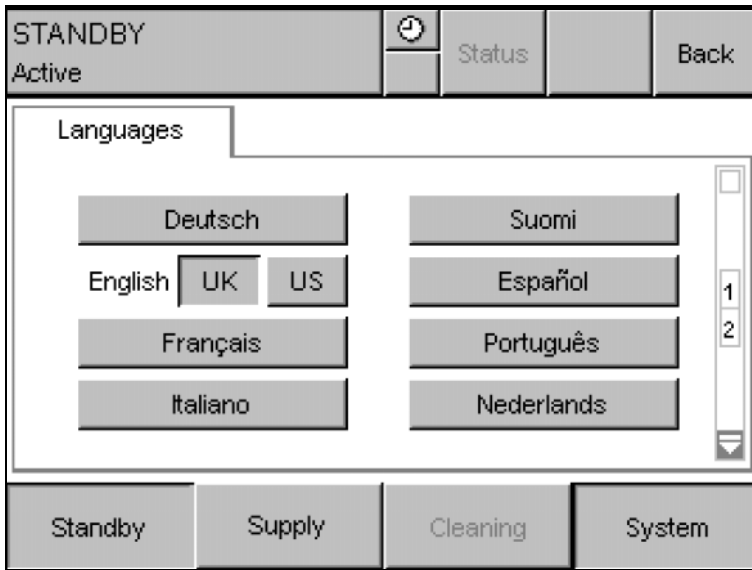 STANDBY
Active
Status
Back
Languages
Deutsch
Suomi
English UK US
Español
Français
Português
Italiano
Nederlands
1
2
Standby
Supply
Cleaning
System